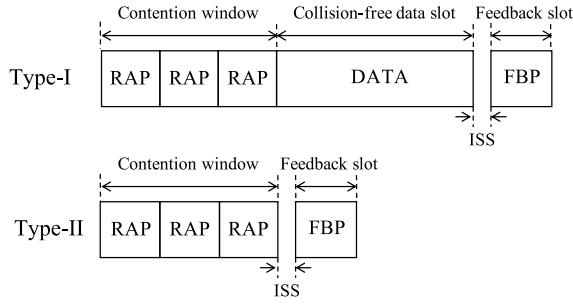 Contention window Collision-free data slot Feedback slot
Type-I RAP RAP RAP DATA FBP
ISS
Contention window Feedback slot
Type-II RAP RAP RAP FBP
ISS